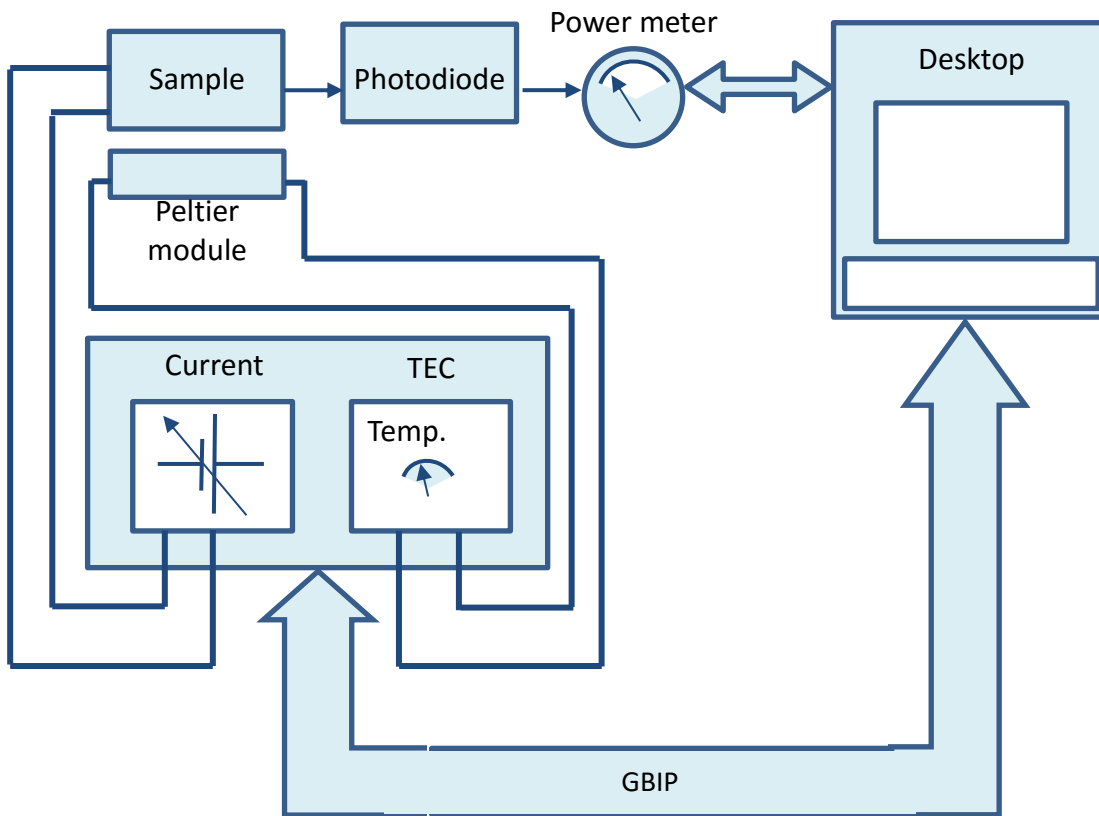 Power meter
Sample
Photodiode
Desktop
Peltier
module
Current
TEC
Temp.
GBIP